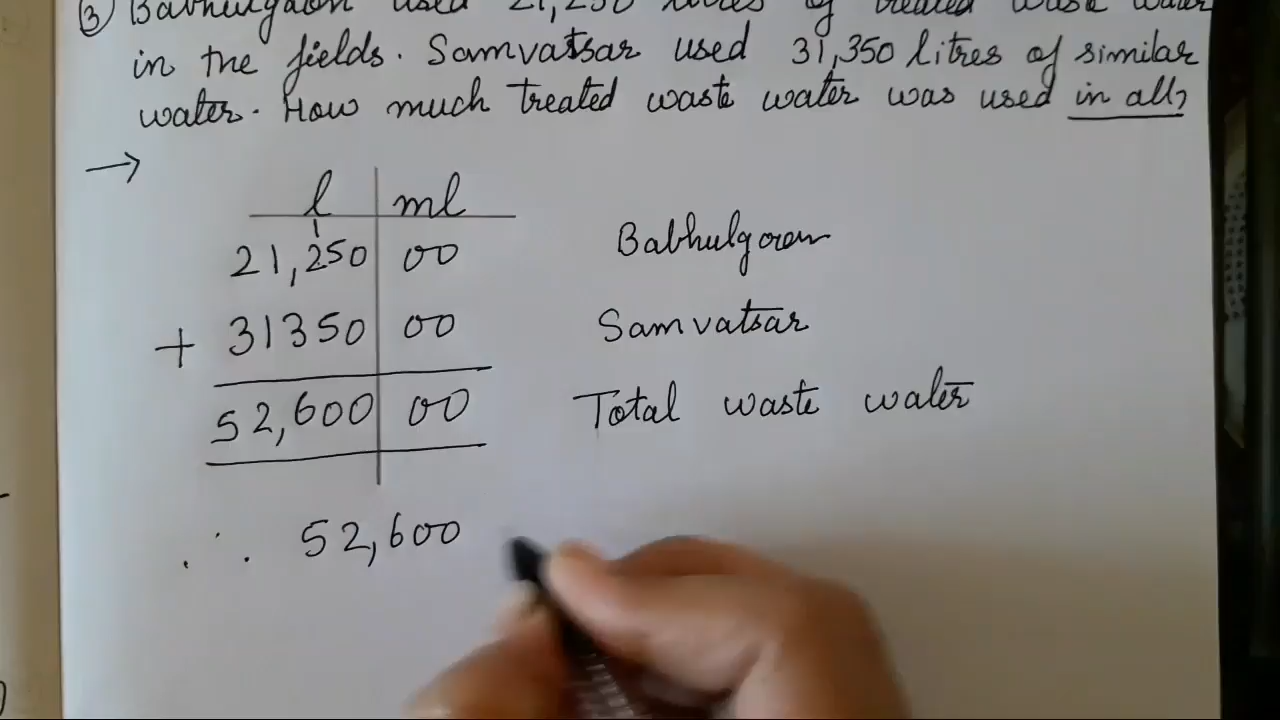 ③ Babhulgaon used 21,250 litres of treated waste water
in the fields. Samvatsar used 31,350 litres of similar
water. How much treated waste water was used in all?
→
l ml
1
21,250 00 Babhulgaon
+ 31350 00 Samvatsar
52,600 00 Total waste water
∴ 52,600